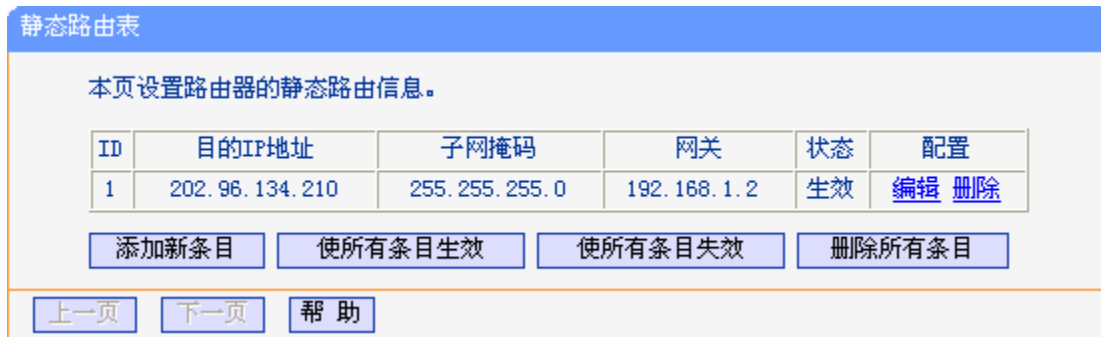 静态路由表
本页设置路由器的静态路由信息。
ID 目的IP地址 子网掩码 网关 状态 配置
1 202.96.134.210 255.255.255.0 192.168.1.2 生效 编辑 删除
添加新条目 使所有条目生效 使所有条目失效 删除所有条目
上一页 下一页 帮 助